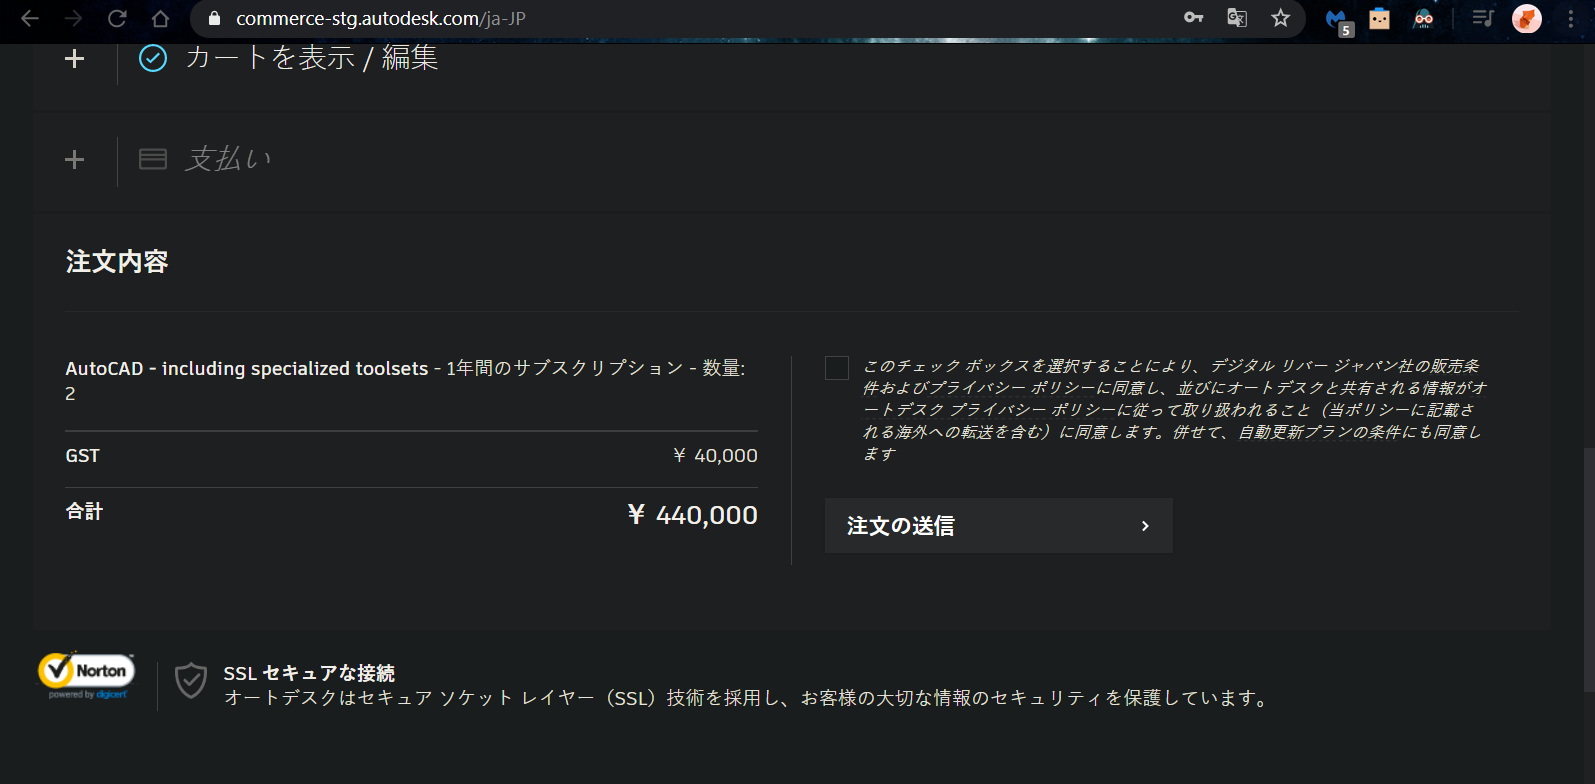 commerce-stg.autodesk.com/ja-JP
5
カートを表示 / 編集
支払い
注文内容
AutoCAD - including specialized toolsets - 1年間のサブスクリプション - 数量:
2
GST
¥ 40,000
合計
¥ 440,000
このチェック ボックスを選択することにより、デジタル リバー ジャパン社の販売条
件およびプライバシー ポリシーに同意し、並びにオートデスクと共有される情報がオ
ートデスク プライバシー ポリシーに従って取り扱われること（当ポリシーに記載さ
れる海外への転送を含む）に同意します。併せて、自動更新プランの条件にも同意し
ます
注文の送信
Norton
powered by digicert
SSL セキュアな接続
オートデスクはセキュア ソケット レイヤー（SSL）技術を採用し、お客様の大切な情報のセキュリティを保護しています。